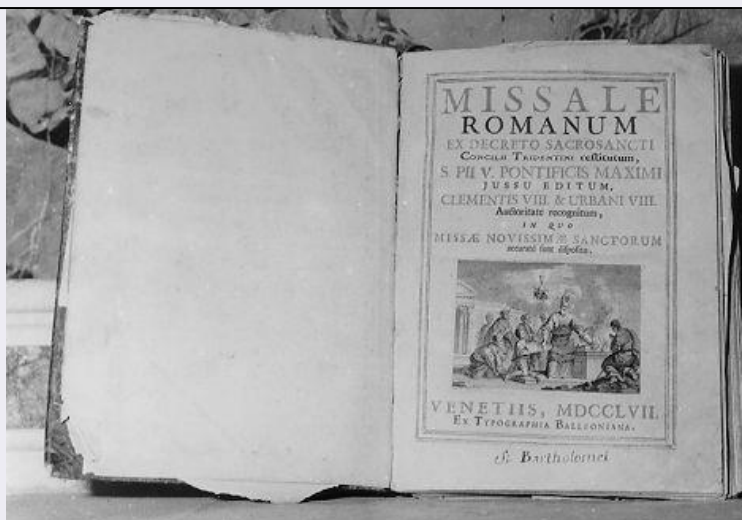 MISSALE
ROMANUM
EX DECRETO SACROSANCTI
CONCILII TRIDENTINI restitutum,
S. PII V. PONTIFICIS MAXIMI
JUSSU EDITUM,
CLEMENTIS VIII. & URBANI VIII.
Auctoritate recognitum,
IN QUO
MISSÆ NOVISSIMÆ SANCTORUM
accuratè sunt dispositæ.
VENETIIS, MDCCLVII.
EX TYPOGRAPHIA BALLEONIANA.
S. Bartholomei